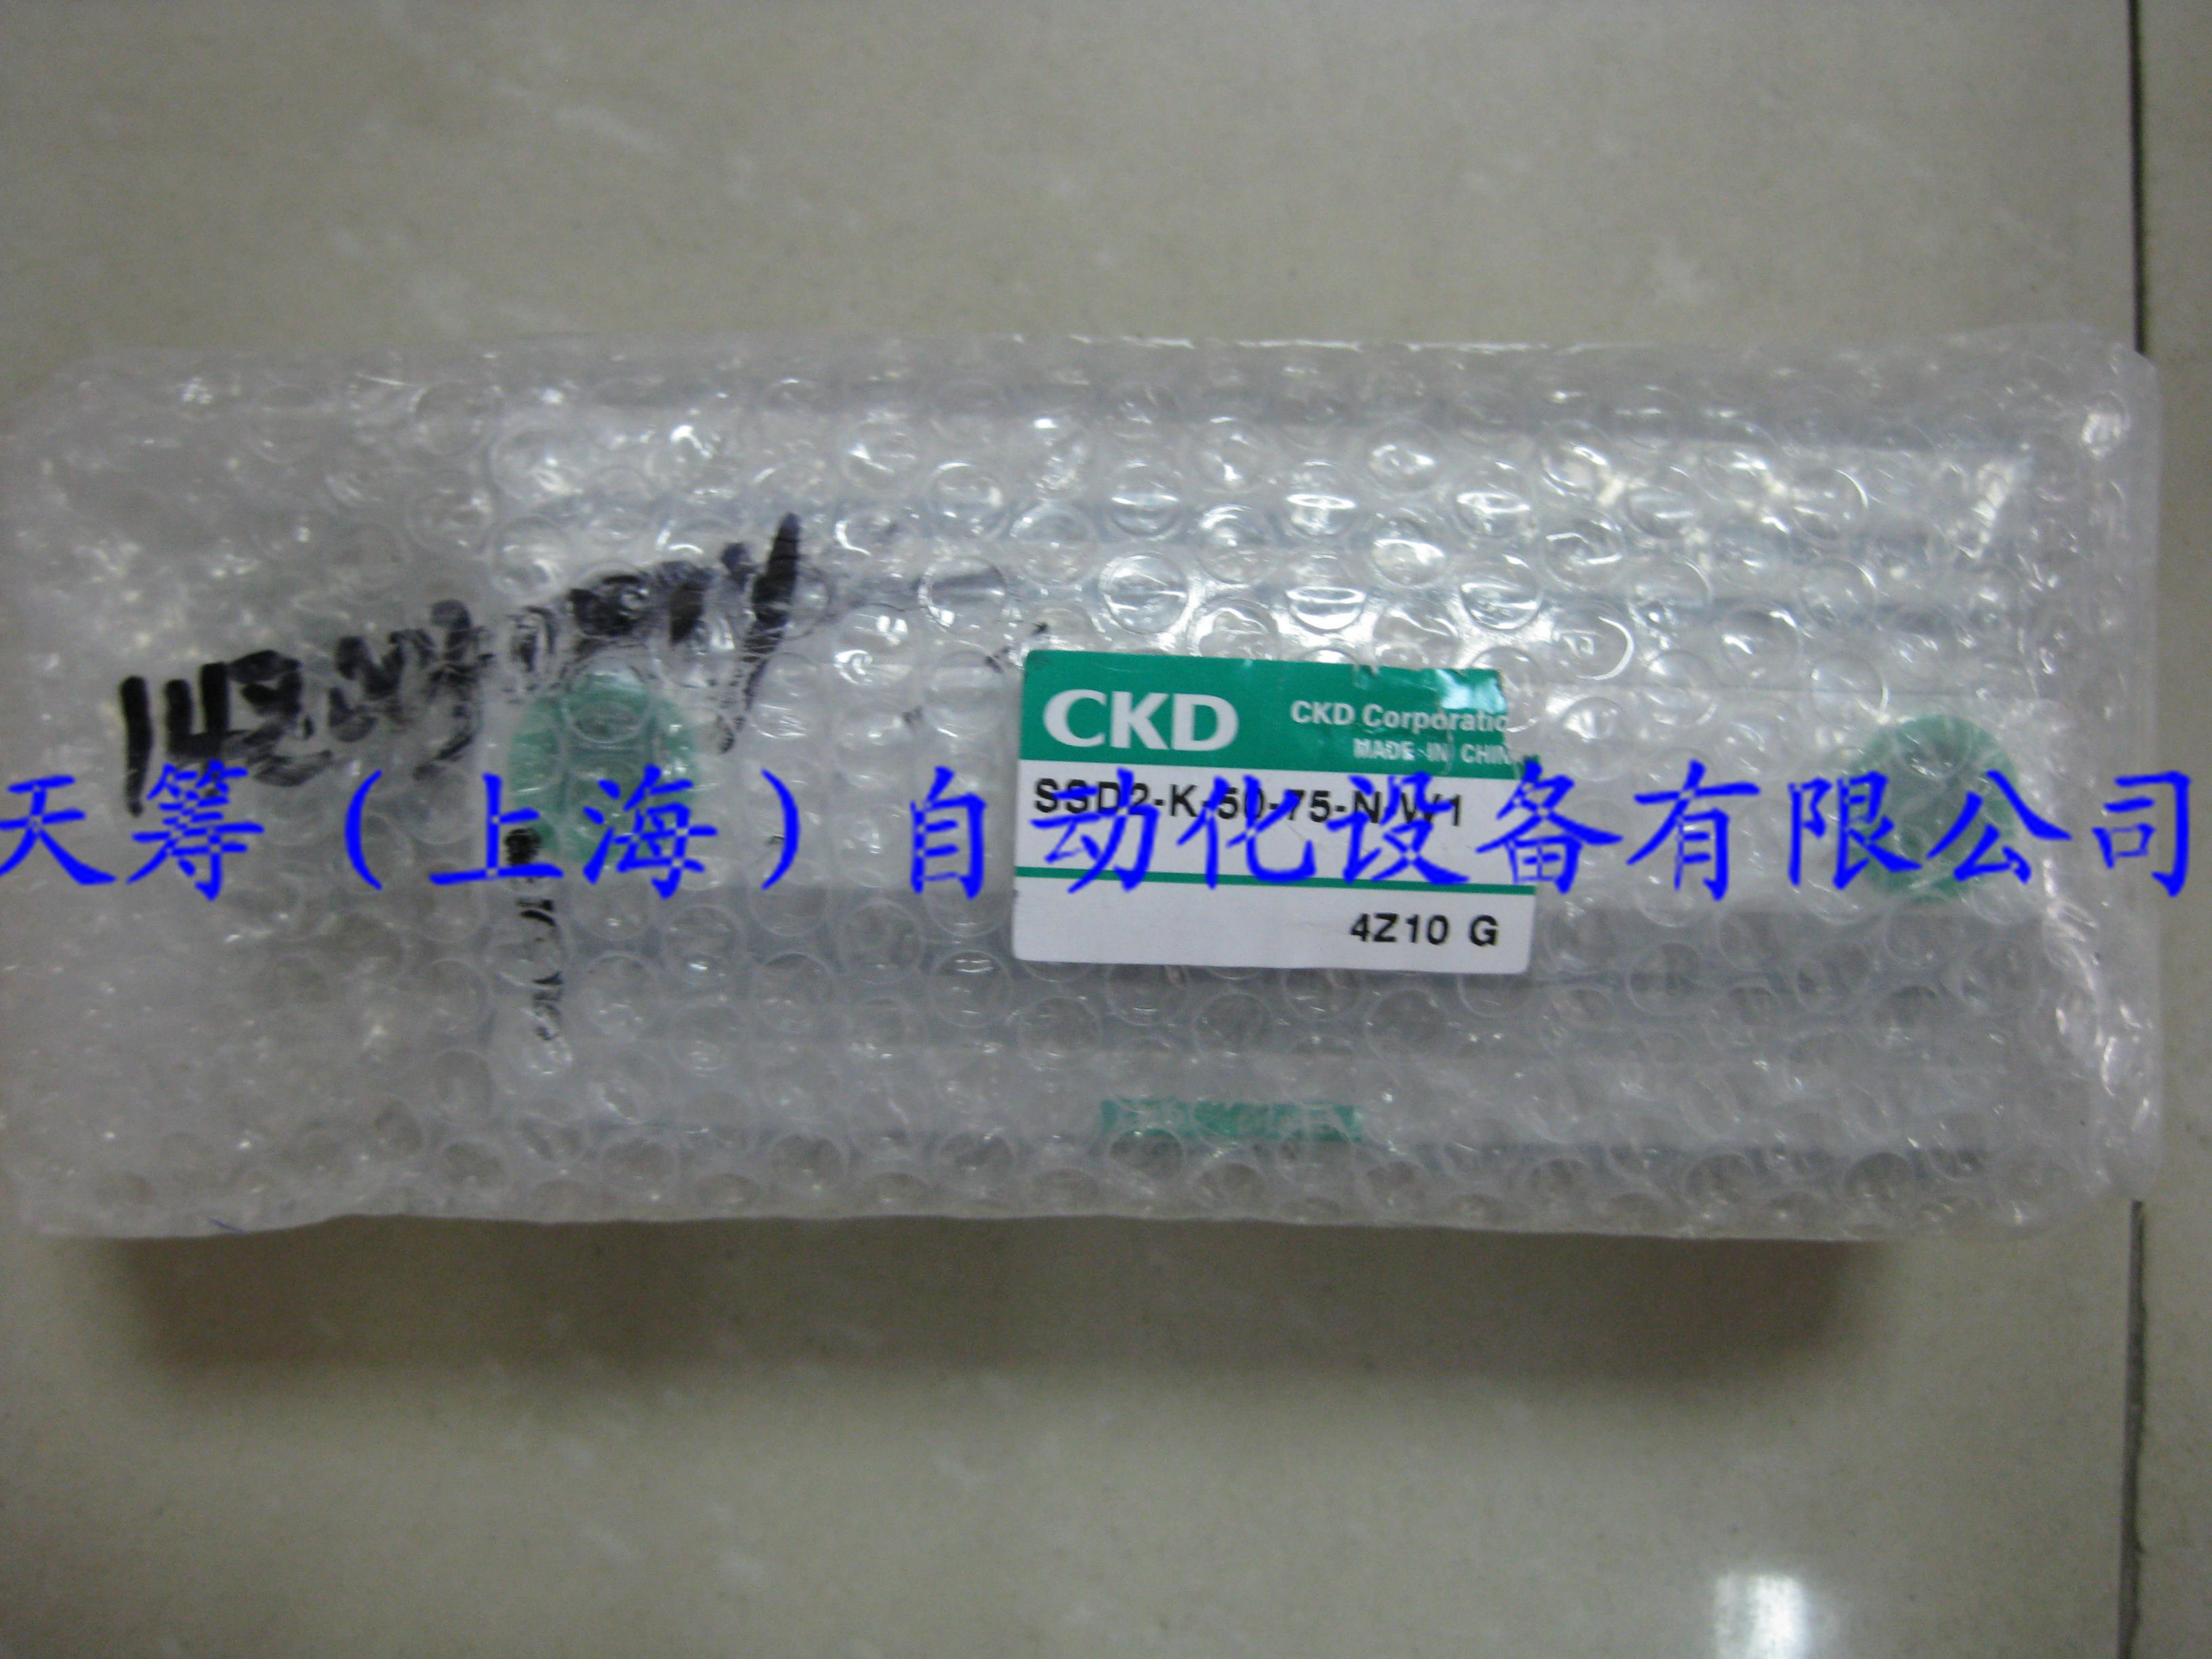 CKD
CKD Corporatio
MADE IN CHIN
SSD2-K-50-75-N-W1
天筹（上海）自动化设备有限公司
4Z10 G